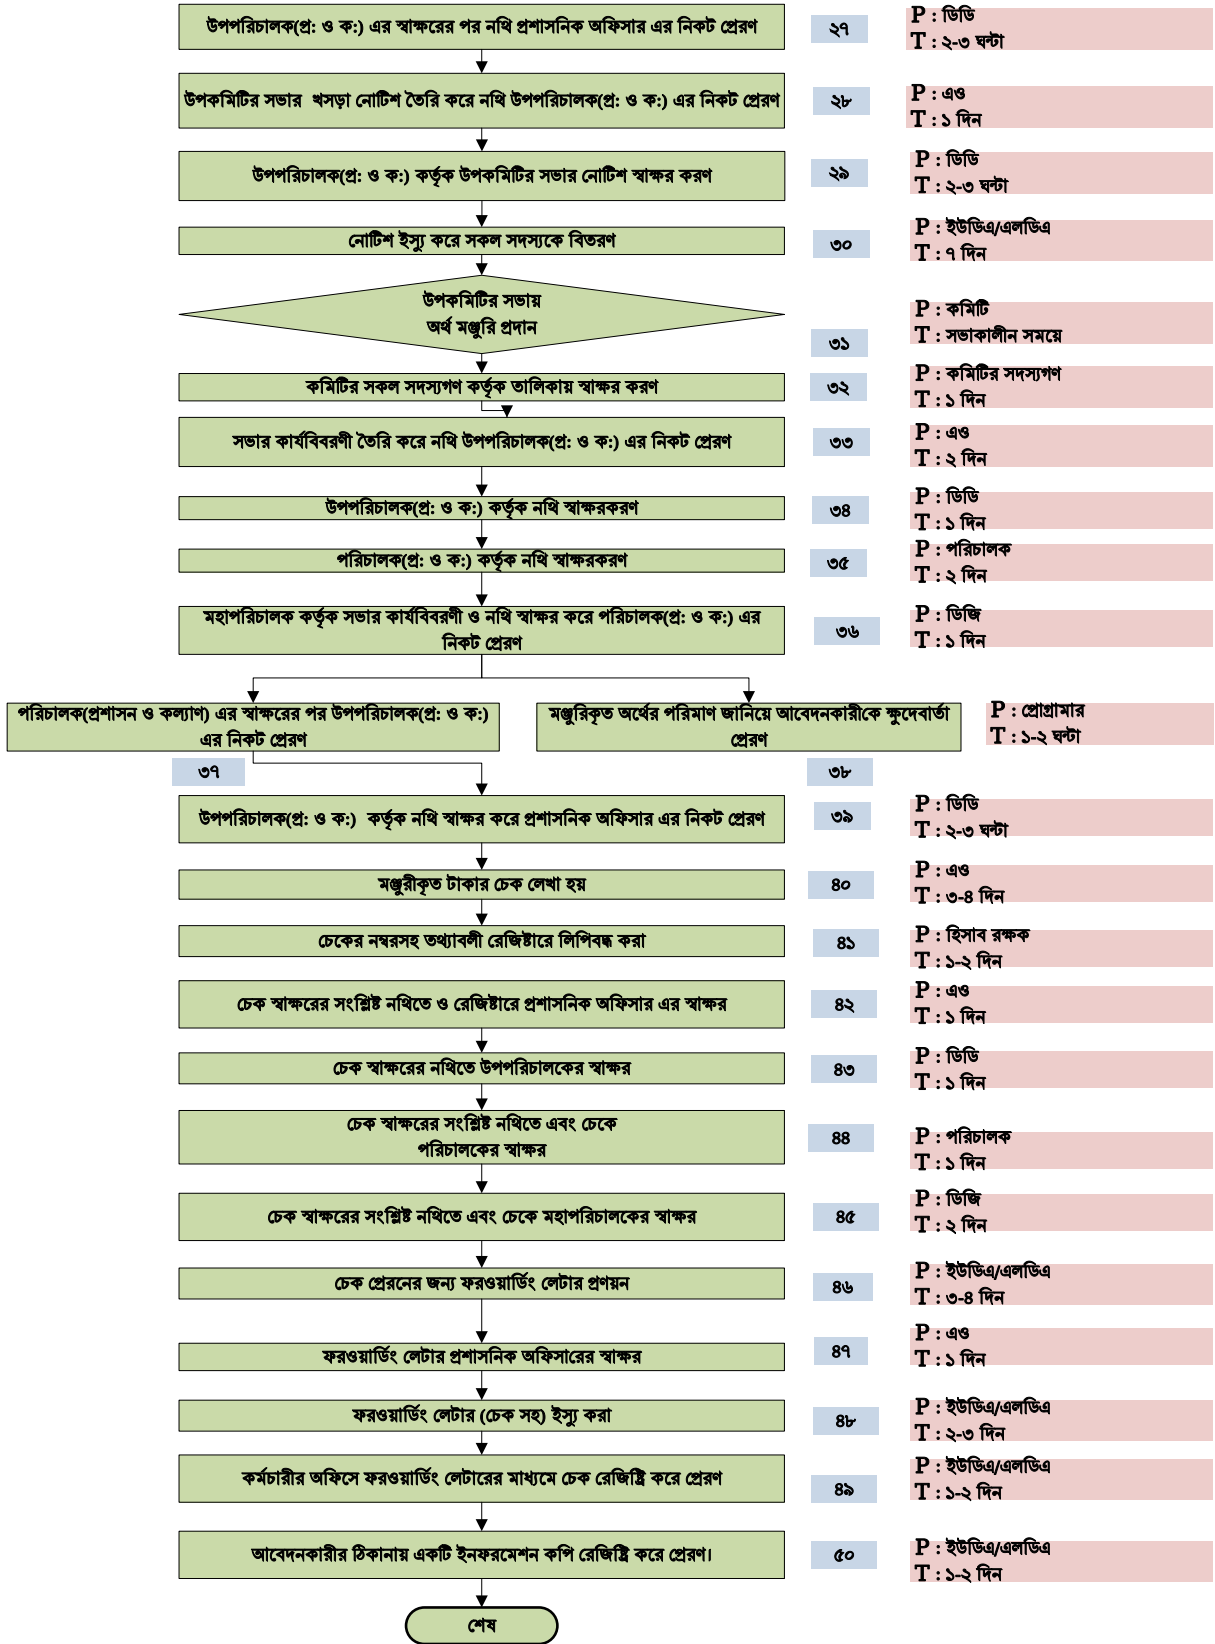 উপপরিচালক(প্র: ও ক:) এর স্বাক্ষরের পর নথি প্রশাসনিক অফিসার এর নিকট প্রেরণ
২৭
P : ডিডি
T : ২-৩ ঘন্টা
উপকমিটির সভার খসড়া নোটিশ তৈরি করে নথি উপপরিচালক(প্র: ও ক:) এর নিকট প্রেরণ
২৮
P : এও
T : ১ দিন
উপপরিচালক(প্র: ও ক:) কর্তৃক উপকমিটির সভার নোটিশ স্বাক্ষর করণ
২৯
P : ডিডি
T : ২-৩ ঘন্টা
নোটিশ ইস্যু করে সকল সদস্যকে বিতরণ
৩০
P : ইউডিএ/এলডিএ
T : ৭ দিন
উপকমিটির সভায়
অর্থ মঞ্জুরি প্রদান
৩১
P : কমিটি
T : সভাকালীন সময়ে
কমিটির সকল সদস্যগণ কর্তৃক তালিকায় স্বাক্ষর করণ
৩২
P : কমিটির সদস্যগণ
T : ১ দিন
সভার কার্যবিবরণী তৈরি করে নথি উপপরিচালক(প্র: ও ক:) এর নিকট প্রেরণ
৩৩
P : এও
T : ২ দিন
উপপরিচালক(প্র: ও ক:) কর্তৃক নথি স্বাক্ষরকরণ
৩৪
P : ডিডি
T : ১ দিন
পরিচালক(প্র: ও ক:) কর্তৃক নথি স্বাক্ষরকরণ
৩৫
P : পরিচালক
T : ২ দিন
মহাপরিচালক কর্তৃক সভার কার্যবিবরণী ও নথি স্বাক্ষর করে পরিচালক(প্র: ও ক:) এর
নিকট প্রেরণ
৩৬
P : ডিজি
T : ১ দিন
পরিচালক(প্রশাসন ও কল্যাণ) এর স্বাক্ষরের পর উপপরিচালক(প্র: ও ক:)
এর নিকট প্রেরণ
মঞ্জুরিকৃত অর্থের পরিমাণ জানিয়ে আবেদনকারীকে ক্ষুদেবার্তা
প্রেরণ
P : প্রোগ্রামার
T : ১-২ ঘন্টা
৩৭
৩৮
উপপরিচালক(প্র: ও ক:) কর্তৃক নথি স্বাক্ষর করে প্রশাসনিক অফিসার এর নিকট প্রেরণ
৩৯
P : ডিডি
T : ২-৩ ঘন্টা
মঞ্জুরীকৃত টাকার চেক লেখা হয়
৪০
P : এও
T : ৩-৪ দিন
চেকের নম্বরসহ তথ্যাবলী রেজিষ্টারে লিপিবদ্ধ করা
৪১
P : হিসাব রক্ষক
T : ১-২ দিন
চেক স্বাক্ষরের সংশ্লিষ্ট নথিতে ও রেজিষ্টারে প্রশাসনিক অফিসার এর স্বাক্ষর
৪২
P : এও
T : ১ দিন
চেক স্বাক্ষরের নথিতে উপপরিচালকের স্বাক্ষর
৪৩
P : ডিডি
T : ১ দিন
চেক স্বাক্ষরের সংশ্লিষ্ট নথিতে এবং চেকে
পরিচালকের স্বাক্ষর
৪৪
P : পরিচালক
T : ১ দিন
চেক স্বাক্ষরের সংশ্লিষ্ট নথিতে এবং চেকে মহাপরিচালকের স্বাক্ষর
৪৫
P : ডিজি
T : ২ দিন
চেক প্রেরনের জন্য ফরওয়ার্ডিং লেটার প্রণয়ন
৪৬
P : ইউডিএ/এলডিএ
T : ৩-৪ দিন
ফরওয়ার্ডিং লেটার প্রশাসনিক অফিসারের স্বাক্ষর
৪৭
P : এও
T : ১ দিন
ফরওয়ার্ডিং লেটার (চেক সহ) ইস্যু করা
৪৮
P : ইউডিএ/এলডিএ
T : ২-৩ দিন
কর্মচারীর অফিসে ফরওয়ার্ডিং লেটারের মাধ্যমে চেক রেজিষ্ট্রি করে প্রেরণ
৪৯
P : ইউডিএ/এলডিএ
T : ১-২ দিন
আবেদনকারীর ঠিকানায় একটি ইনফরমেশন কপি রেজিষ্ট্রি করে প্রেরণ।
৫০
P : ইউডিএ/এলডিএ
T : ১-২ দিন
শেষ